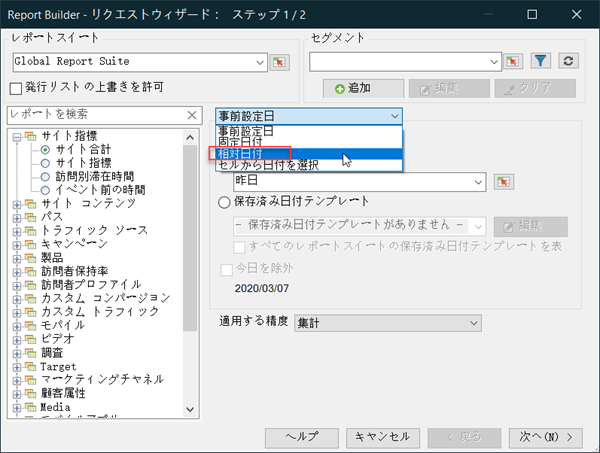 Report Builder - リクエストウィザード： ステップ 1 / 2
レポートスイート
Global Report Suite
発行リストの上書きを許可
セグメント
追加
編集
クリア
レポートを検索
サイト指標
サイト合計
サイト指標
訪問別滞在時間
イベント前の時間
サイト コンテンツ
パス
トラフィック ソース
キャンペーン
製品
訪問者保持率
訪問者プロファイル
カスタム コンバージョン
カスタム トラフィック
モバイル
ビデオ
調査
Target
マーケティングチャネル
顧客属性
Media
モバイルアプリ
事前設定日
事前設定日
固定日付
相対日付
セルから日付を選択
昨日
保存済み日付テンプレート
- 保存済み日付テンプレートがありません -
編集
すべてのレポートスイートの保存済み日付テンプレートを表
今日を除外
2020/03/07
適用する精度
集計
ヘルプ
キャンセル
< 戻る
次へ(N) >